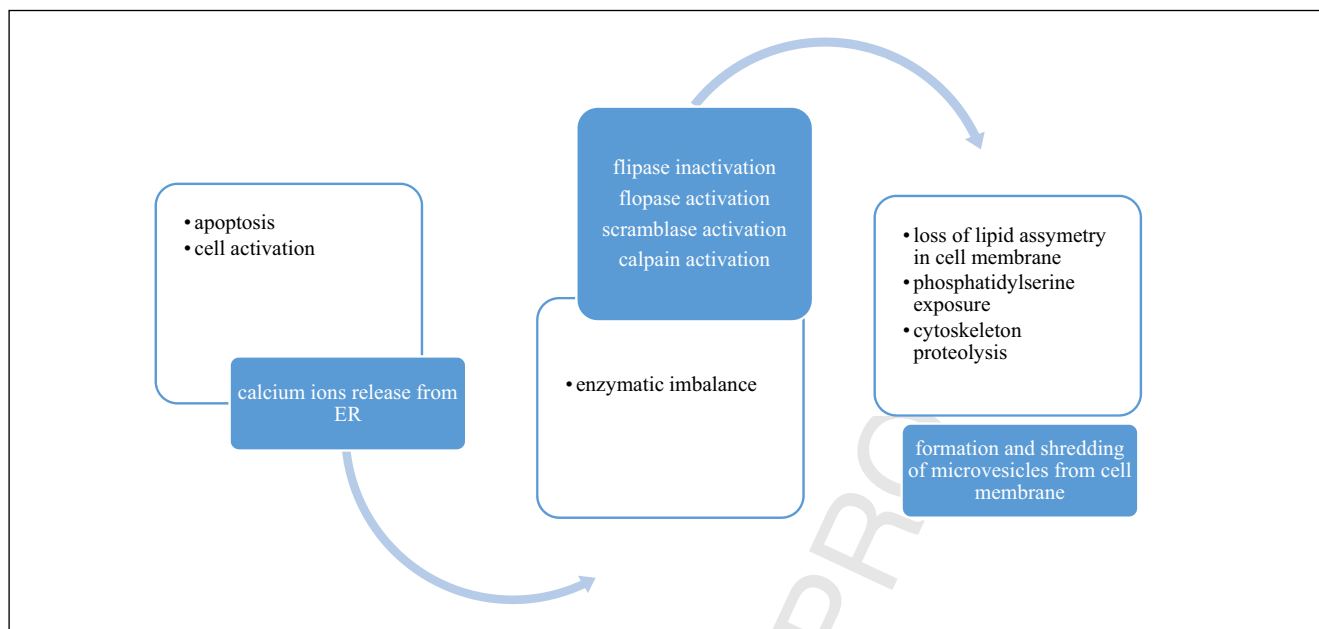 • apoptosis
• cell activation
calcium ions release from
ER
flipase inactivation
flopase activation
scramblase activation
calpain activation
• enzymatic imbalance
• loss of lipid assymetry
in cell membrane
• phosphatidylserine
exposure
• cytoskeleton
proteolysis
formation and shredding
of microvesicles from cell
membrane
PRO